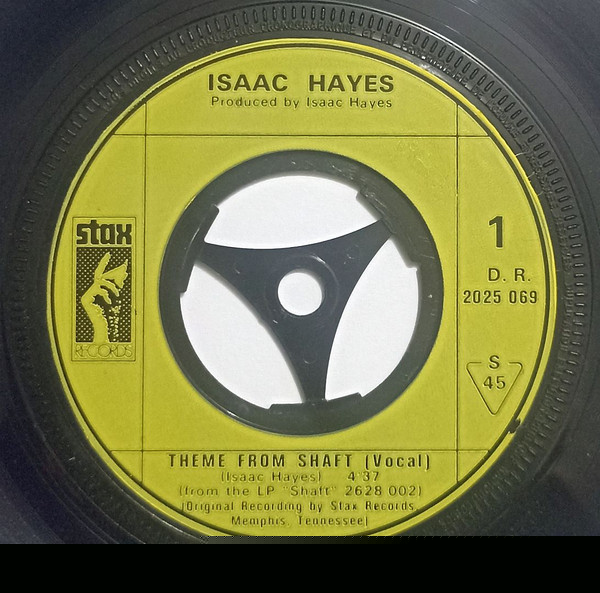 ISAAC HAYES
Produced by Isaac Hayes
stax
RECORDS
1
D. R.
2025 069
S
45
THEME FROM SHAFT (Vocal)
(Isaac Hayes) 4'37
(from the LP "Shaft" 2628 002)
(Original Recording by Stax Records,
Memphis, Tennessee)